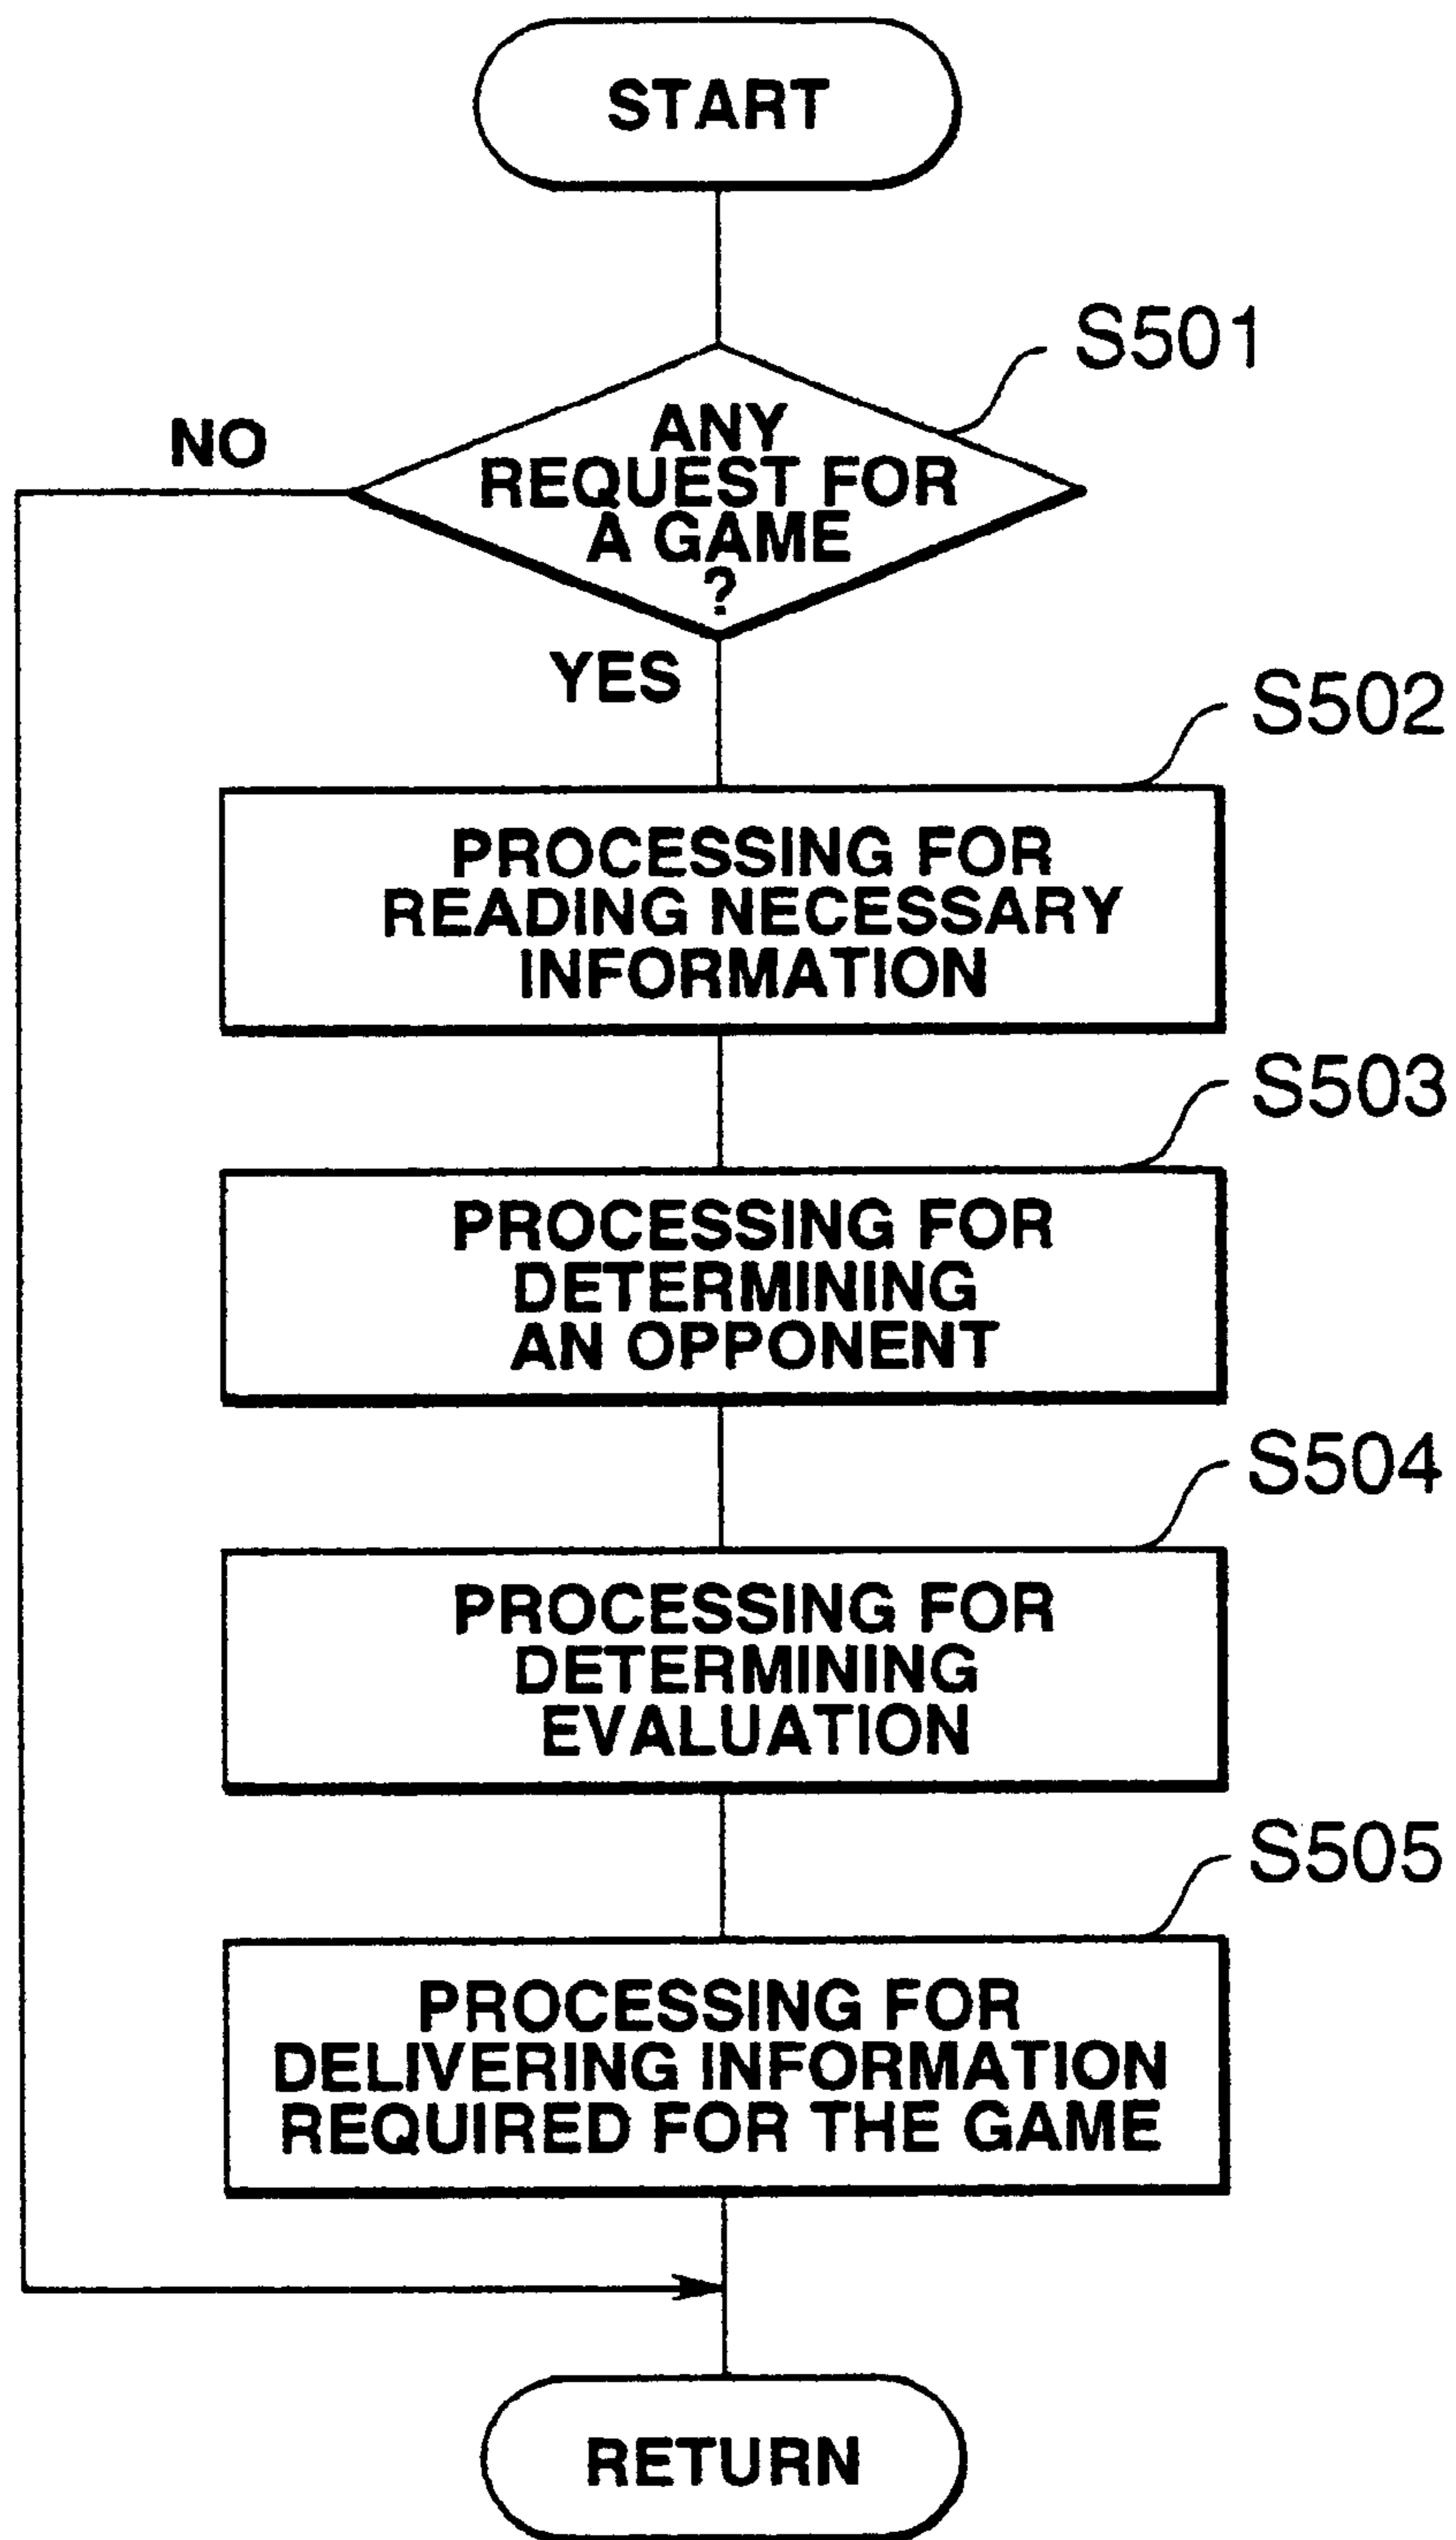 START
S501
ANY
REQUEST FOR
A GAME
?
NO
YES
S502
PROCESSING FOR
READING NECESSARY
INFORMATION
S503
PROCESSING FOR
DETERMINING
AN OPPONENT
S504
PROCESSING FOR
DETERMINING
EVALUATION
S505
PROCESSING FOR
DELIVERING INFORMATION
REQUIRED FOR THE GAME
RETURN